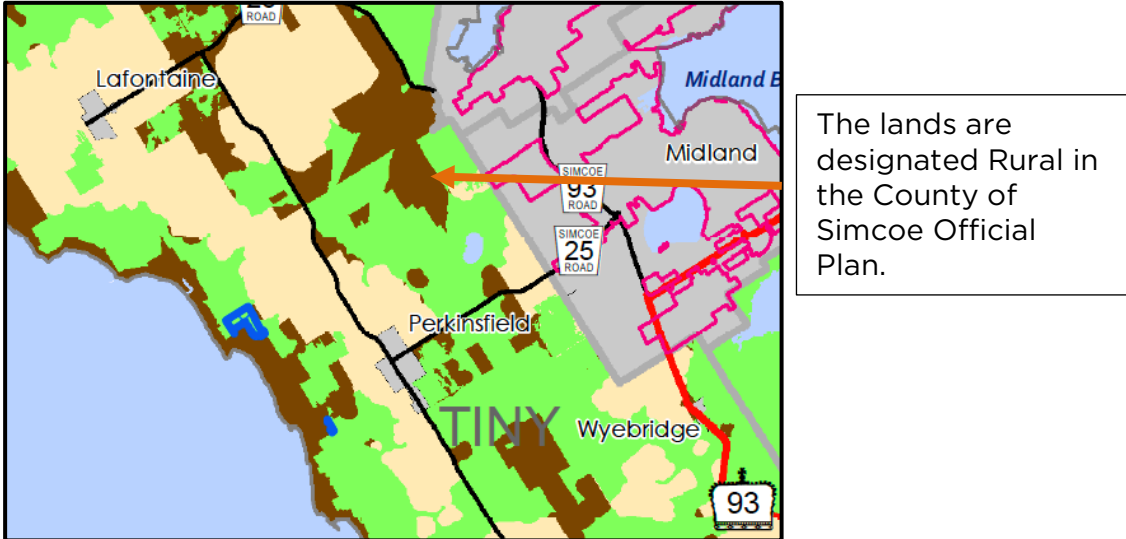 ROAD
Lafontaine
Midland B
Midland
SIMCOE
93
ROAD
SIMCOE
25
ROAD
Perkinsfield
TINY
Wyebridge
93
The lands are
designated Rural in
the County of
Simcoe Official
Plan.